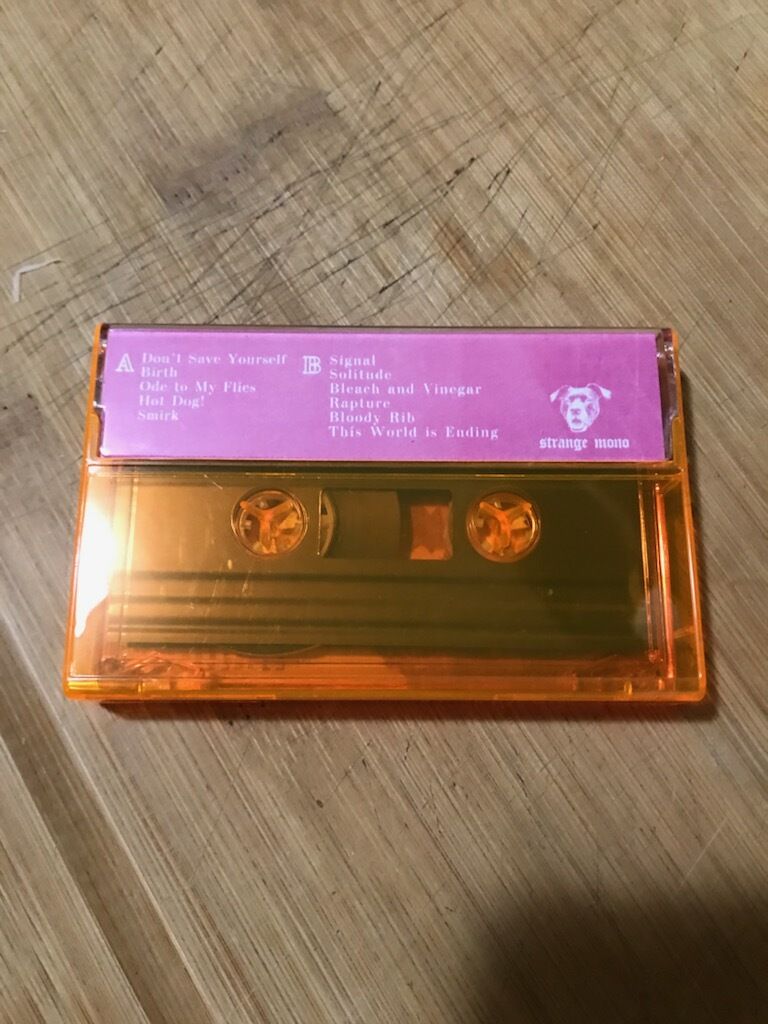 A
Don't Save Yourself
Birth
Ode to My Flies
Hot Dog!
Smirk
B
Signal
Solitude
Bleach and Vinegar
Rapture
Bloody Rib
This World is Ending
strange mono